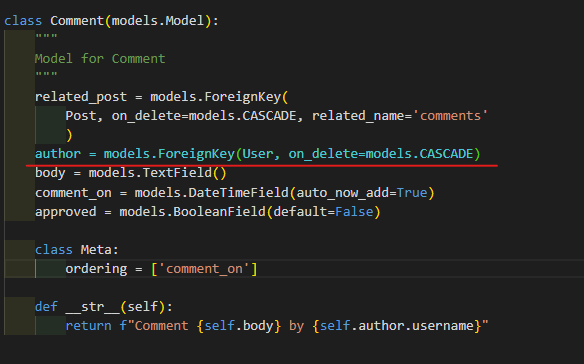 class Comment(models.Model):
    """
    Model for Comment
    """
    related_post = models.ForeignKey(
        Post, on_delete=models.CASCADE, related_name='comments'
        )
    author = models.ForeignKey(User, on_delete=models.CASCADE)
    body = models.TextField()
    comment_on = models.DateTimeField(auto_now_add=True)
    approved = models.BooleanField(default=False)
    class Meta:
        ordering = ['comment_on']
    def __str__(self):
        return f"Comment {self.body} by {self.author.username}"